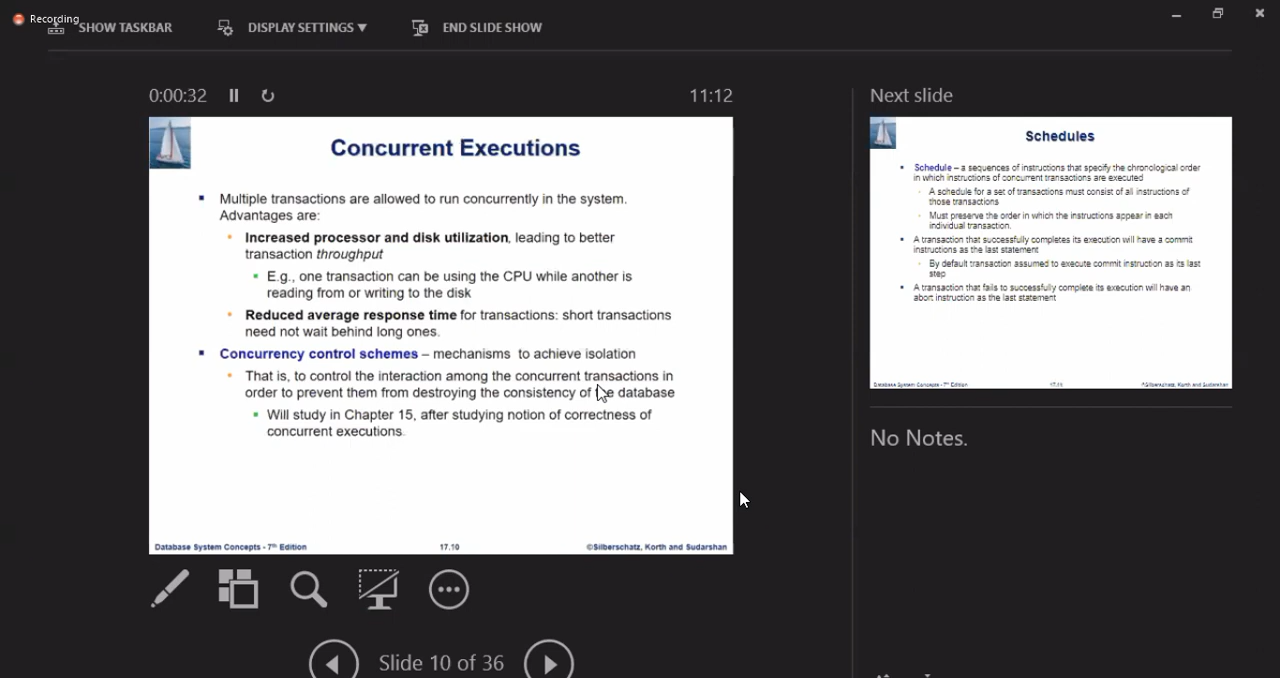 Recording
SHOW TASKBAR
DISPLAY SETTINGS ▾
END SLIDE SHOW
0:00:32
11:12
Concurrent Executions
Multiple transactions are allowed to run concurrently in the system.
Advantages are:
Increased processor and disk utilization, leading to better
transaction throughput
E.g., one transaction can be using the CPU while another is
reading from or writing to the disk
Reduced average response time for transactions: short transactions
need not wait behind long ones.
Concurrency control schemes – mechanisms to achieve isolation
That is, to control the interaction among the concurrent transactions in
order to prevent them from destroying the consistency of the database
Will study in Chapter 15, after studying notion of correctness of
concurrent executions.
Database System Concepts - 7th Edition
17.10
©Silberschatz, Korth and Sudarshan
Slide 10 of 36
Next slide
Schedules
Schedule – a sequences of instructions that specify the chronological order
in which instructions of concurrent transactions are executed
A schedule for a set of transactions must consist of all instructions of
those transactions
Must preserve the order in which the instructions appear in each
individual transaction.
A transaction that successfully completes its execution will have a commit
instructions as the last statement
By default transaction assumed to execute commit instruction as its last
step
A transaction that fails to successfully complete its execution will have an
abort instruction as the last statement
Database System Concepts - 7th Edition
17.11
©Silberschatz, Korth and Sudarshan
No Notes.